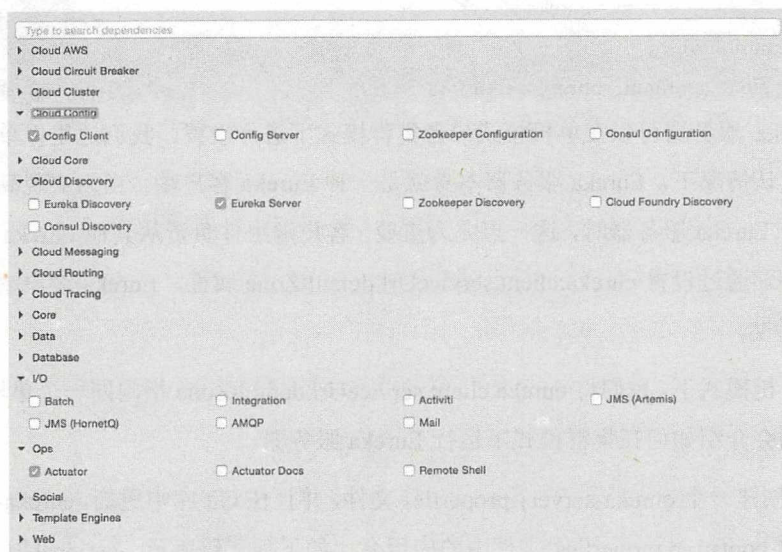 Type to search dependencies
Cloud AWS
Cloud Circuit Breaker
Cloud Cluster
Cloud Config
Config Client Config Server Zookeeper Configuration Consul Configuration
Cloud Core
Cloud Discovery
Eureka Discovery Eureka Server Zookeeper Discovery Cloud Foundry Discovery
Consul Discovery
Cloud Messaging
Cloud Routing
Cloud Tracing
Core
Data
Database
I/O
Batch Integration Activiti JMS (Artemis)
JMS (HornetQ) AMQP Mail
Ops
Actuator Actuator Docs Remote Shell
Social
Template Engines
Web